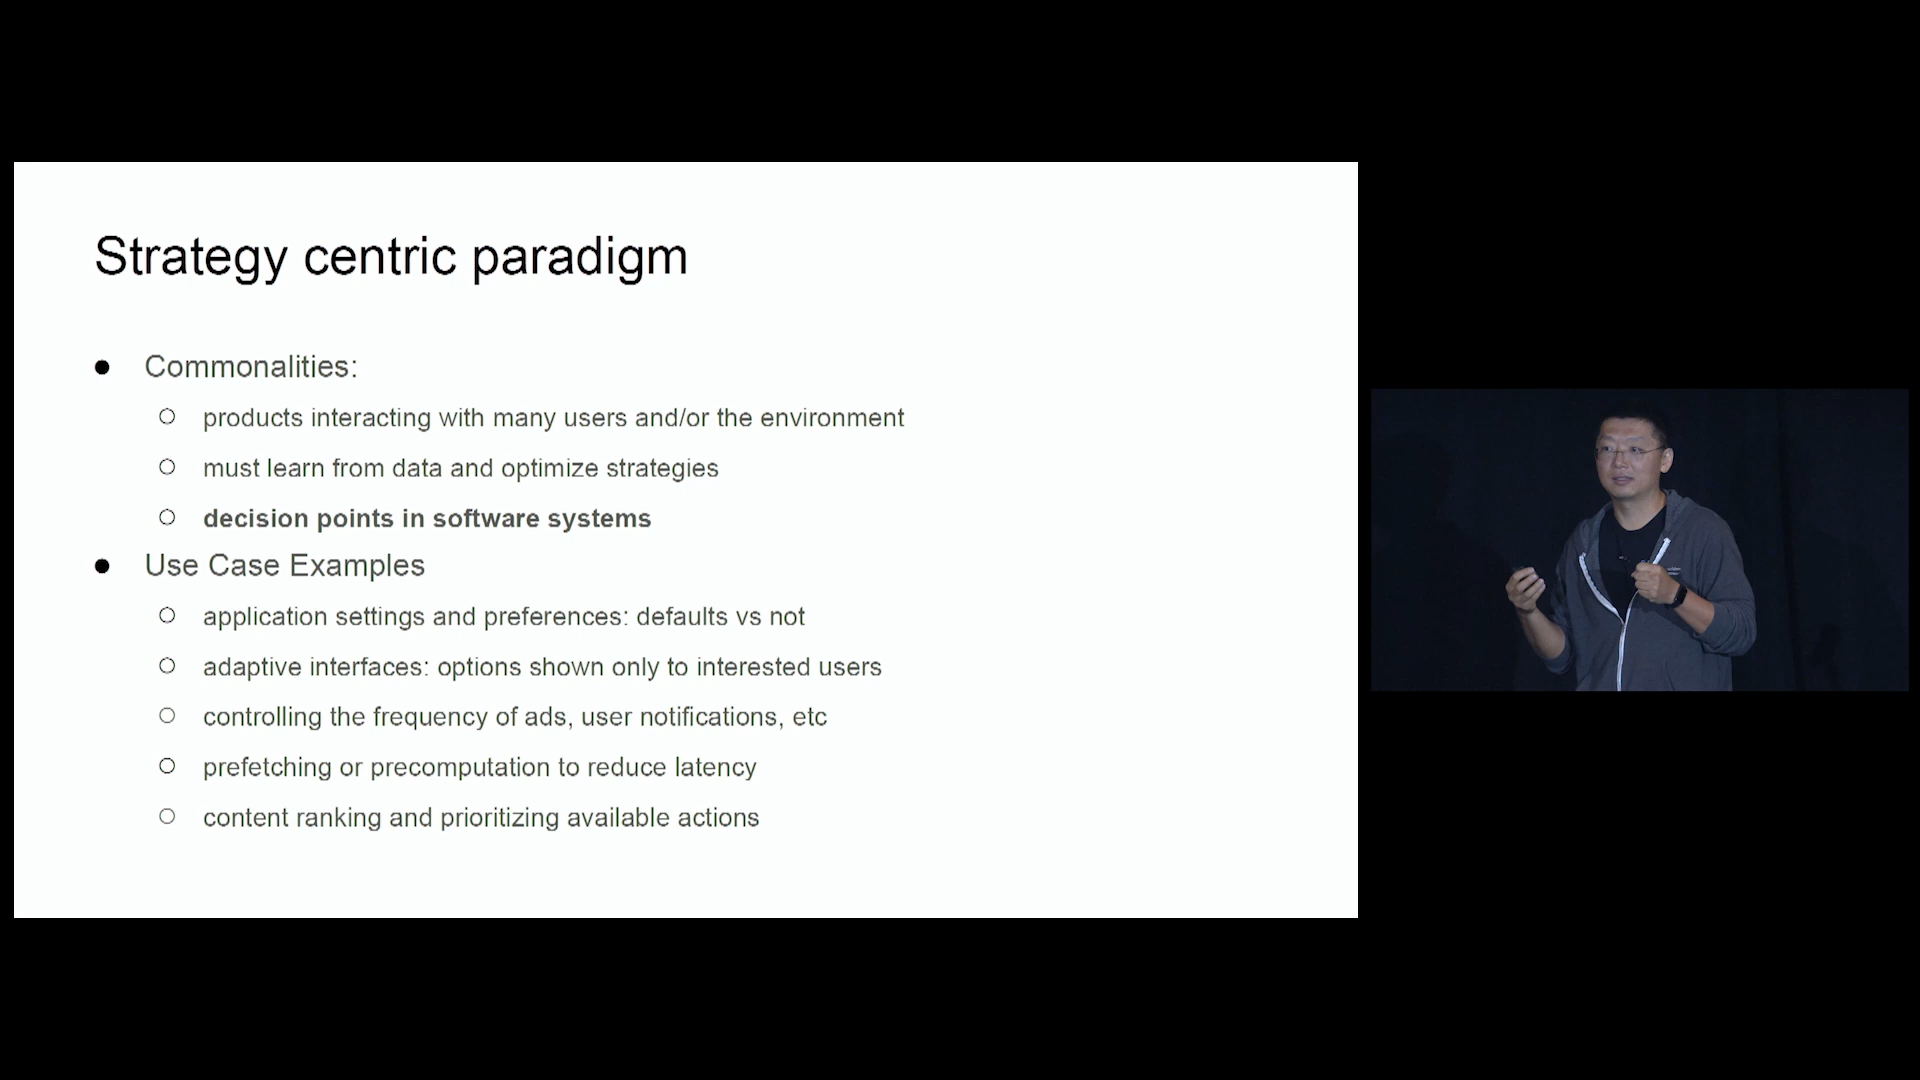 Strategy centric paradigm
● Commonalities:
○ products interacting with many users and/or the environment
○ must learn from data and optimize strategies
○ decision points in software systems
● Use Case Examples
○ application settings and preferences: defaults vs not
○ adaptive interfaces: options shown only to interested users
○ controlling the frequency of ads, user notifications, etc
○ prefetching or precomputation to reduce latency
○ content ranking and prioritizing available actions